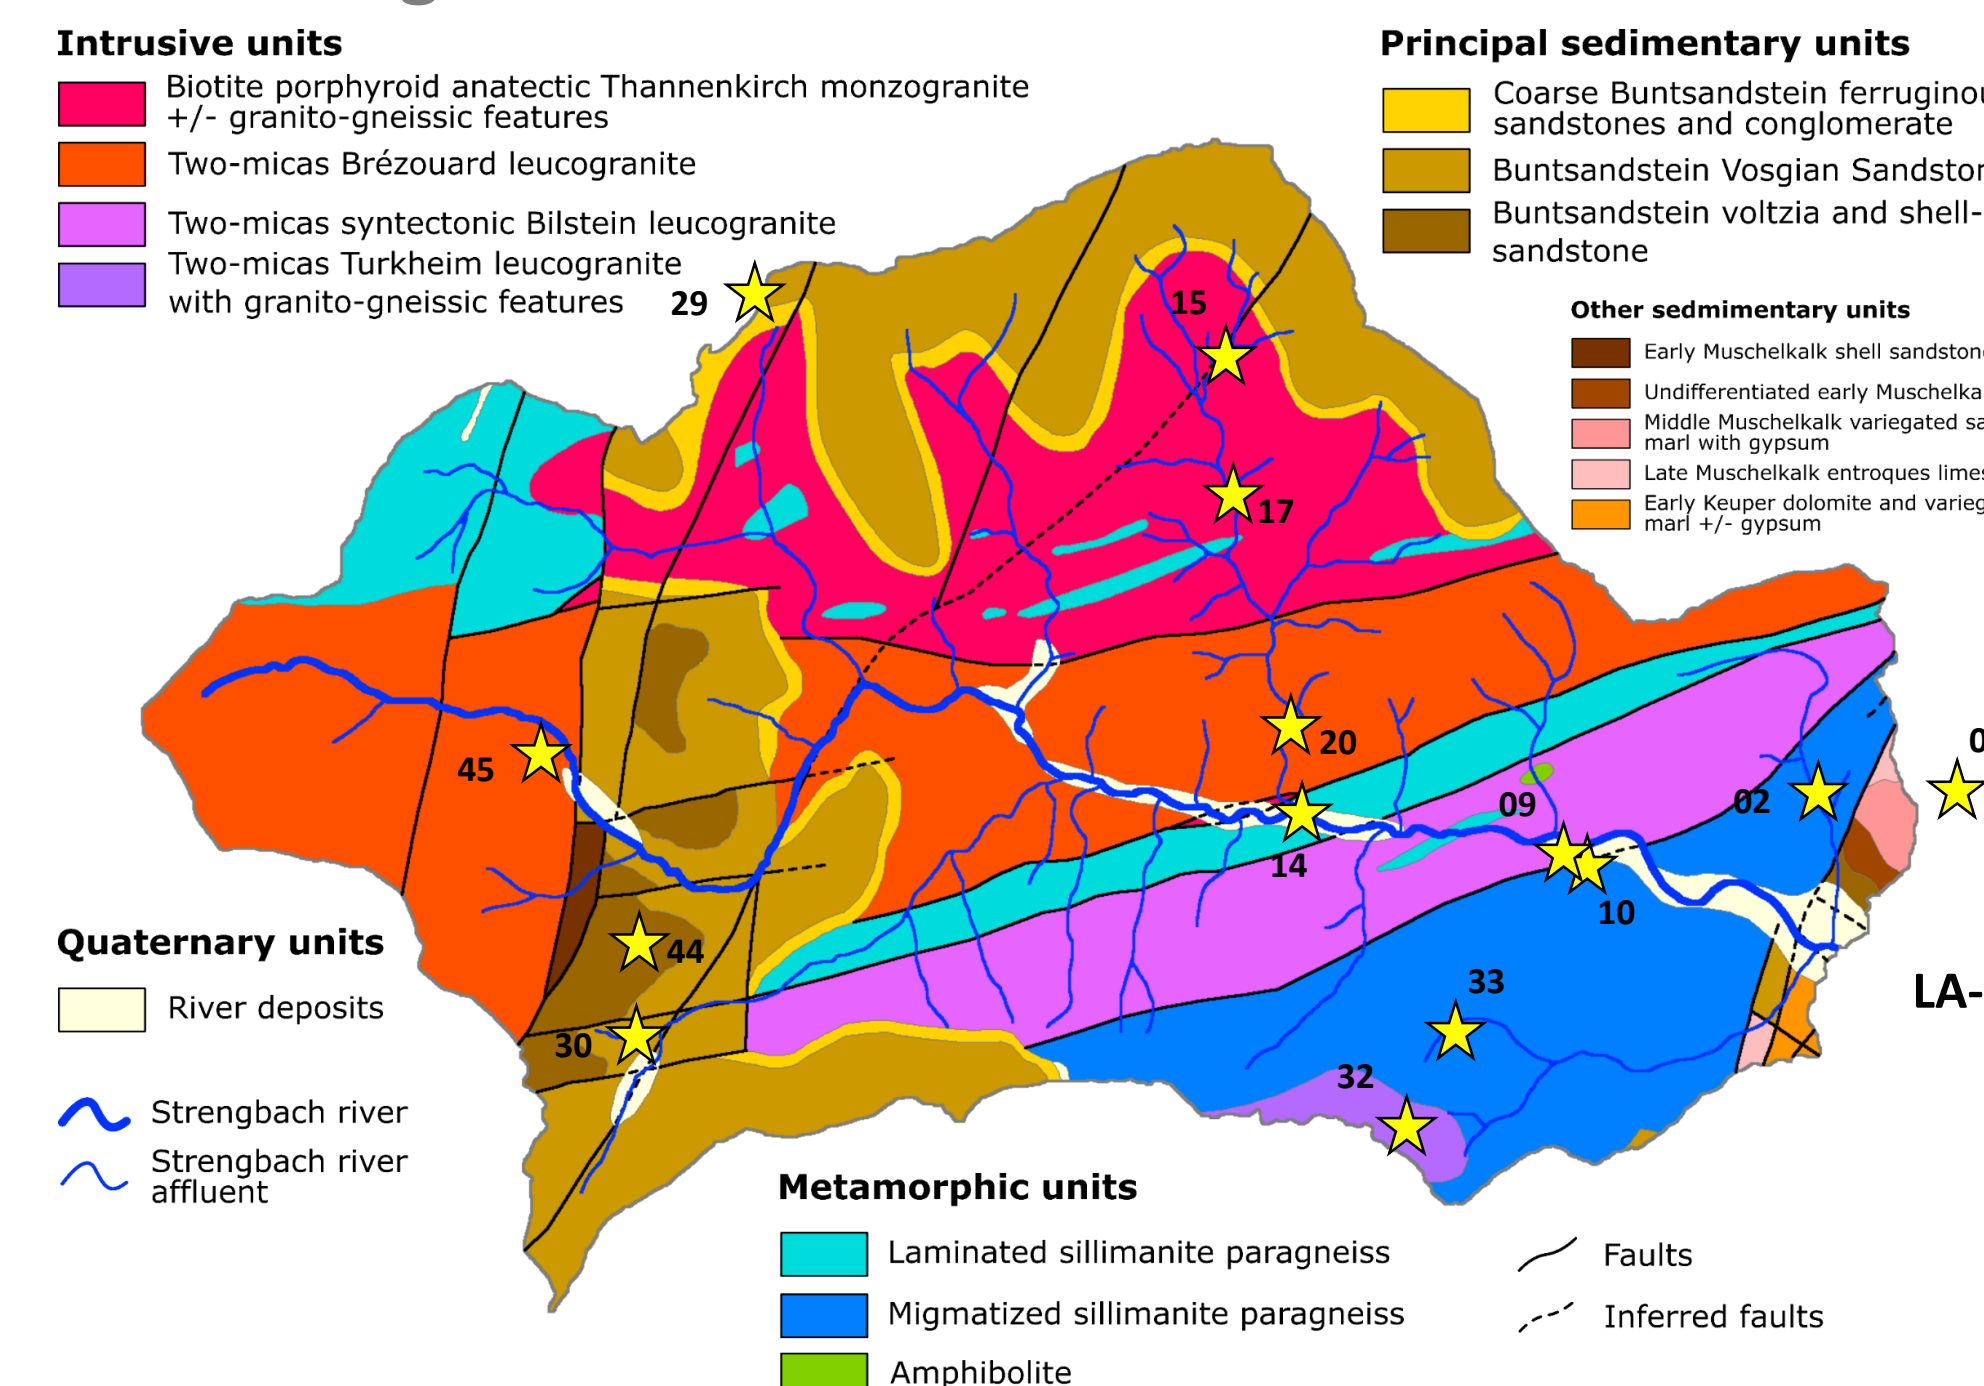 Intrusive units
Biotite porphyroid anatectic Thannenkirch monzogranite
+/- granito-gneissic features
Two-micas Brézouard leucogranite
Two-micas syntectonic Bilstein leucogranite
Two-micas Turkheim leucogranite
with granito-gneissic features
Principal sedimentary units
Coarse Buntsandstein ferruginou
sandstones and conglomerate
Buntsandstein Vosgian Sandstor
Buntsandstein voltzia and shell-
sandstone
Other sedmimentary units
Early Muschelkalk shell sandston
Undifferentiated early Muschelka
Middle Muschelkalk variegated sa
marl with gypsum
Late Muschelkalk entroques limes
Early Keuper dolomite and varieg
marl +/- gypsum
29
15
17
45
20
0
09
02
14
10
44
33
LA-
30
32
Quaternary units
River deposits
Strengbach river
Strengbach river
affluent
Metamorphic units
Laminated sillimanite paragneiss
Migmatized sillimanite paragneiss
Amphibolite
Faults
Inferred faults